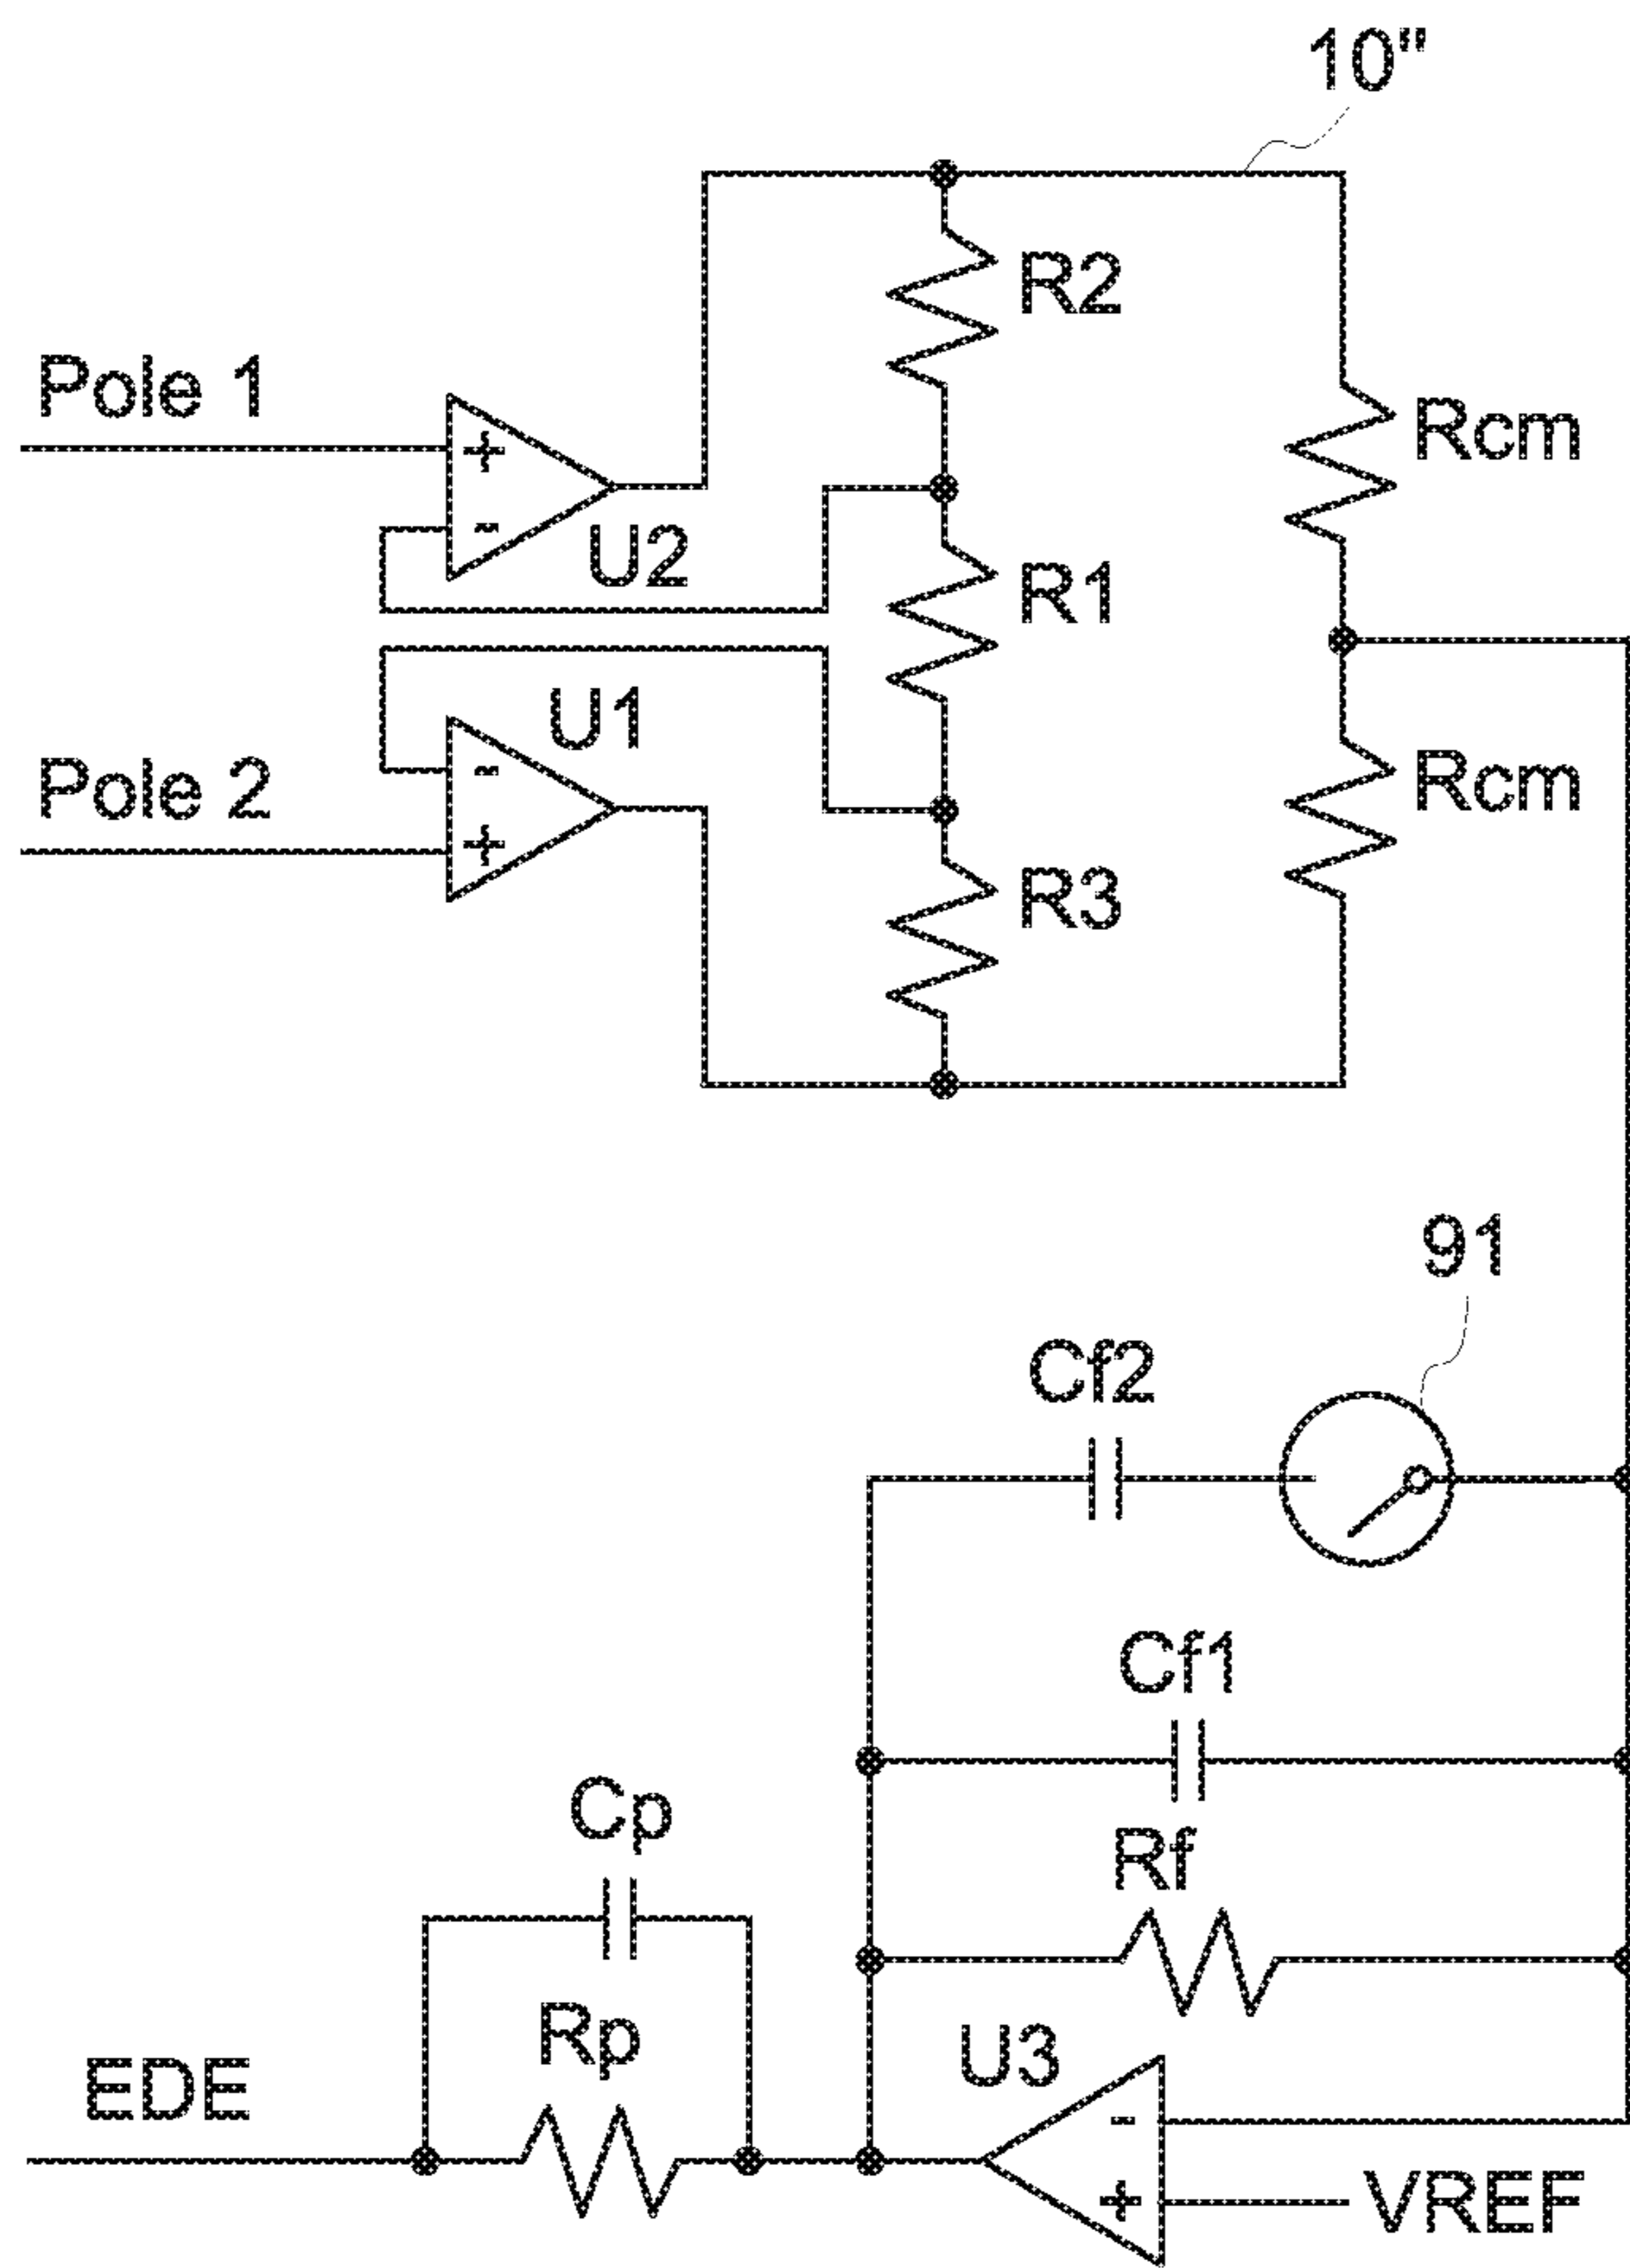 10"
R2
Pole 1
+
Rcm
-
U2
R1
U1
-
Pole 2
Rcm
+
R3
91
Cf2
Cf1
Cp
Rf
Rp
U3
EDE
-
+
VREF